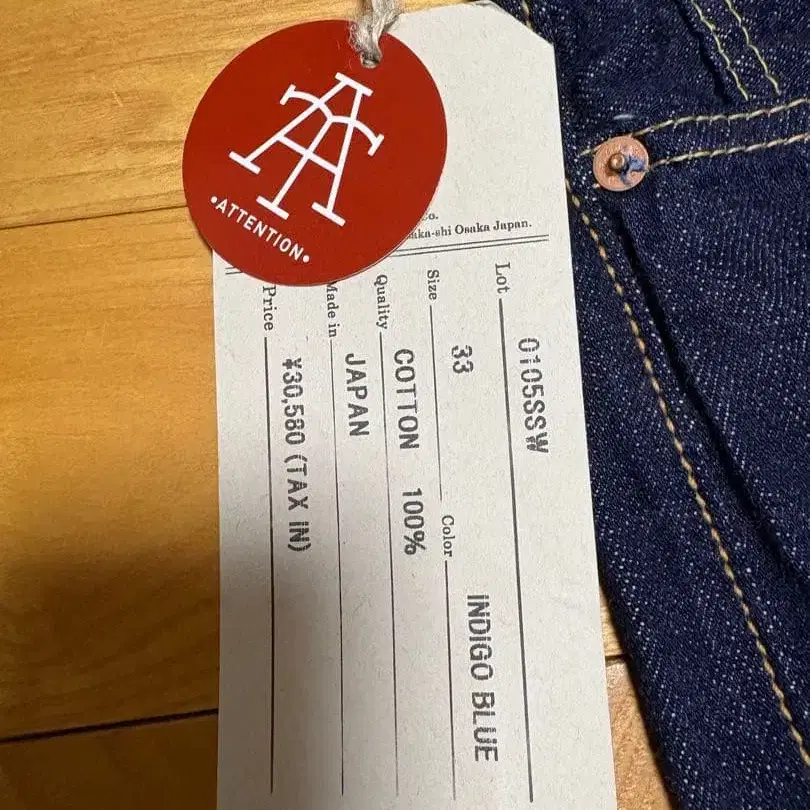 •ATTENTION•
Co.
aka-shi Osaka Japan.
Lot 0105SSW
Size 33 Color INDIGO BLUE
Quality COTTON 100%
Made in JAPAN
Price ¥30,580 (TAX IN)